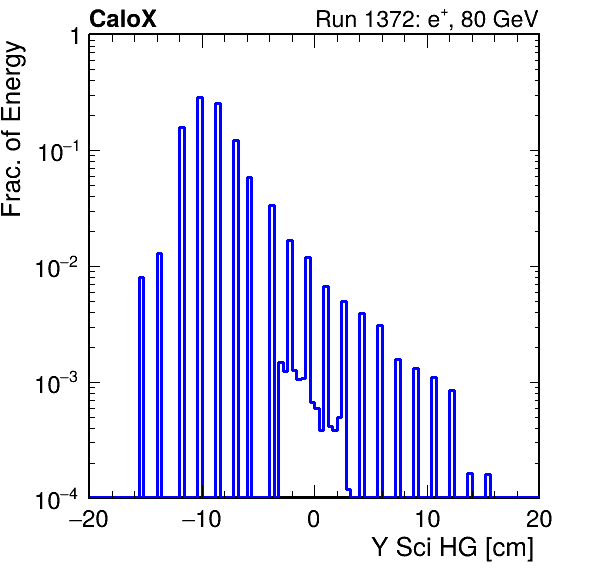 CaloX
Run 1372: e⁺, 80 GeV
Frac. of Energy
1
10⁻¹
10⁻²
10⁻³
10⁻⁴
−20
−10
0
10
20
Y Sci HG [cm]